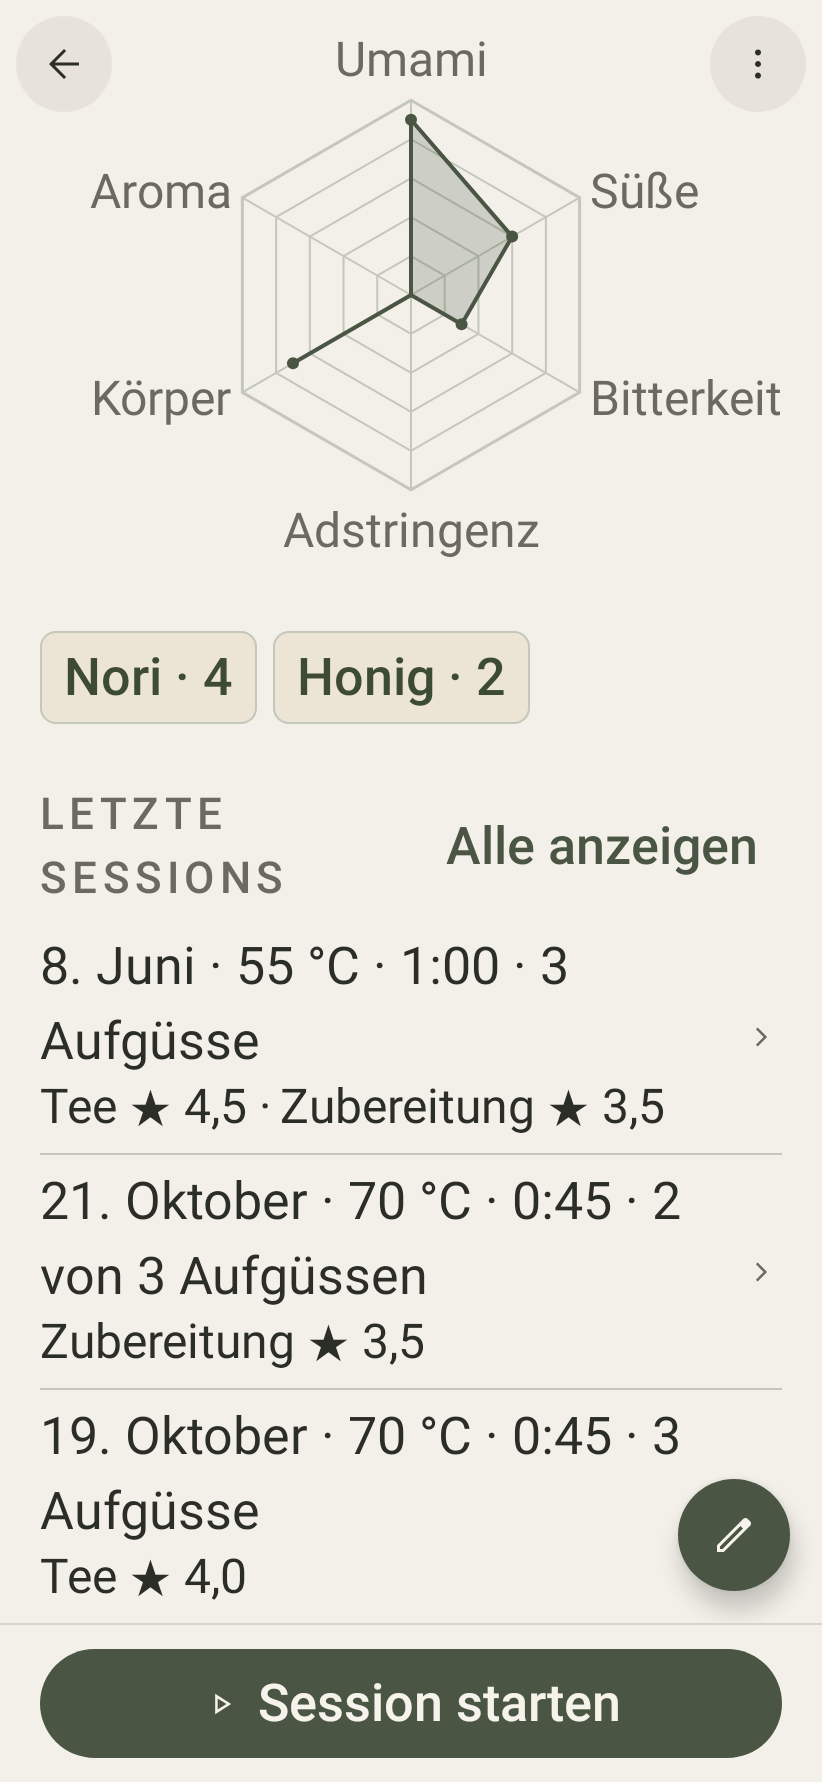 Umami
Aroma
Süße
Körper
Bitterkeit
Adstringenz
Nori · 4
Honig · 2
LETZTE
SESSIONS
Alle anzeigen
8. Juni · 55 °C · 1:00 · 3
Aufgüsse
Tee ★ 4,5 · Zubereitung ★ 3,5
21. Oktober · 70 °C · 0:45 · 2
von 3 Aufgüssen
Zubereitung ★ 3,5
19. Oktober · 70 °C · 0:45 · 3
Aufgüsse
Tee ★ 4,0
Session starten